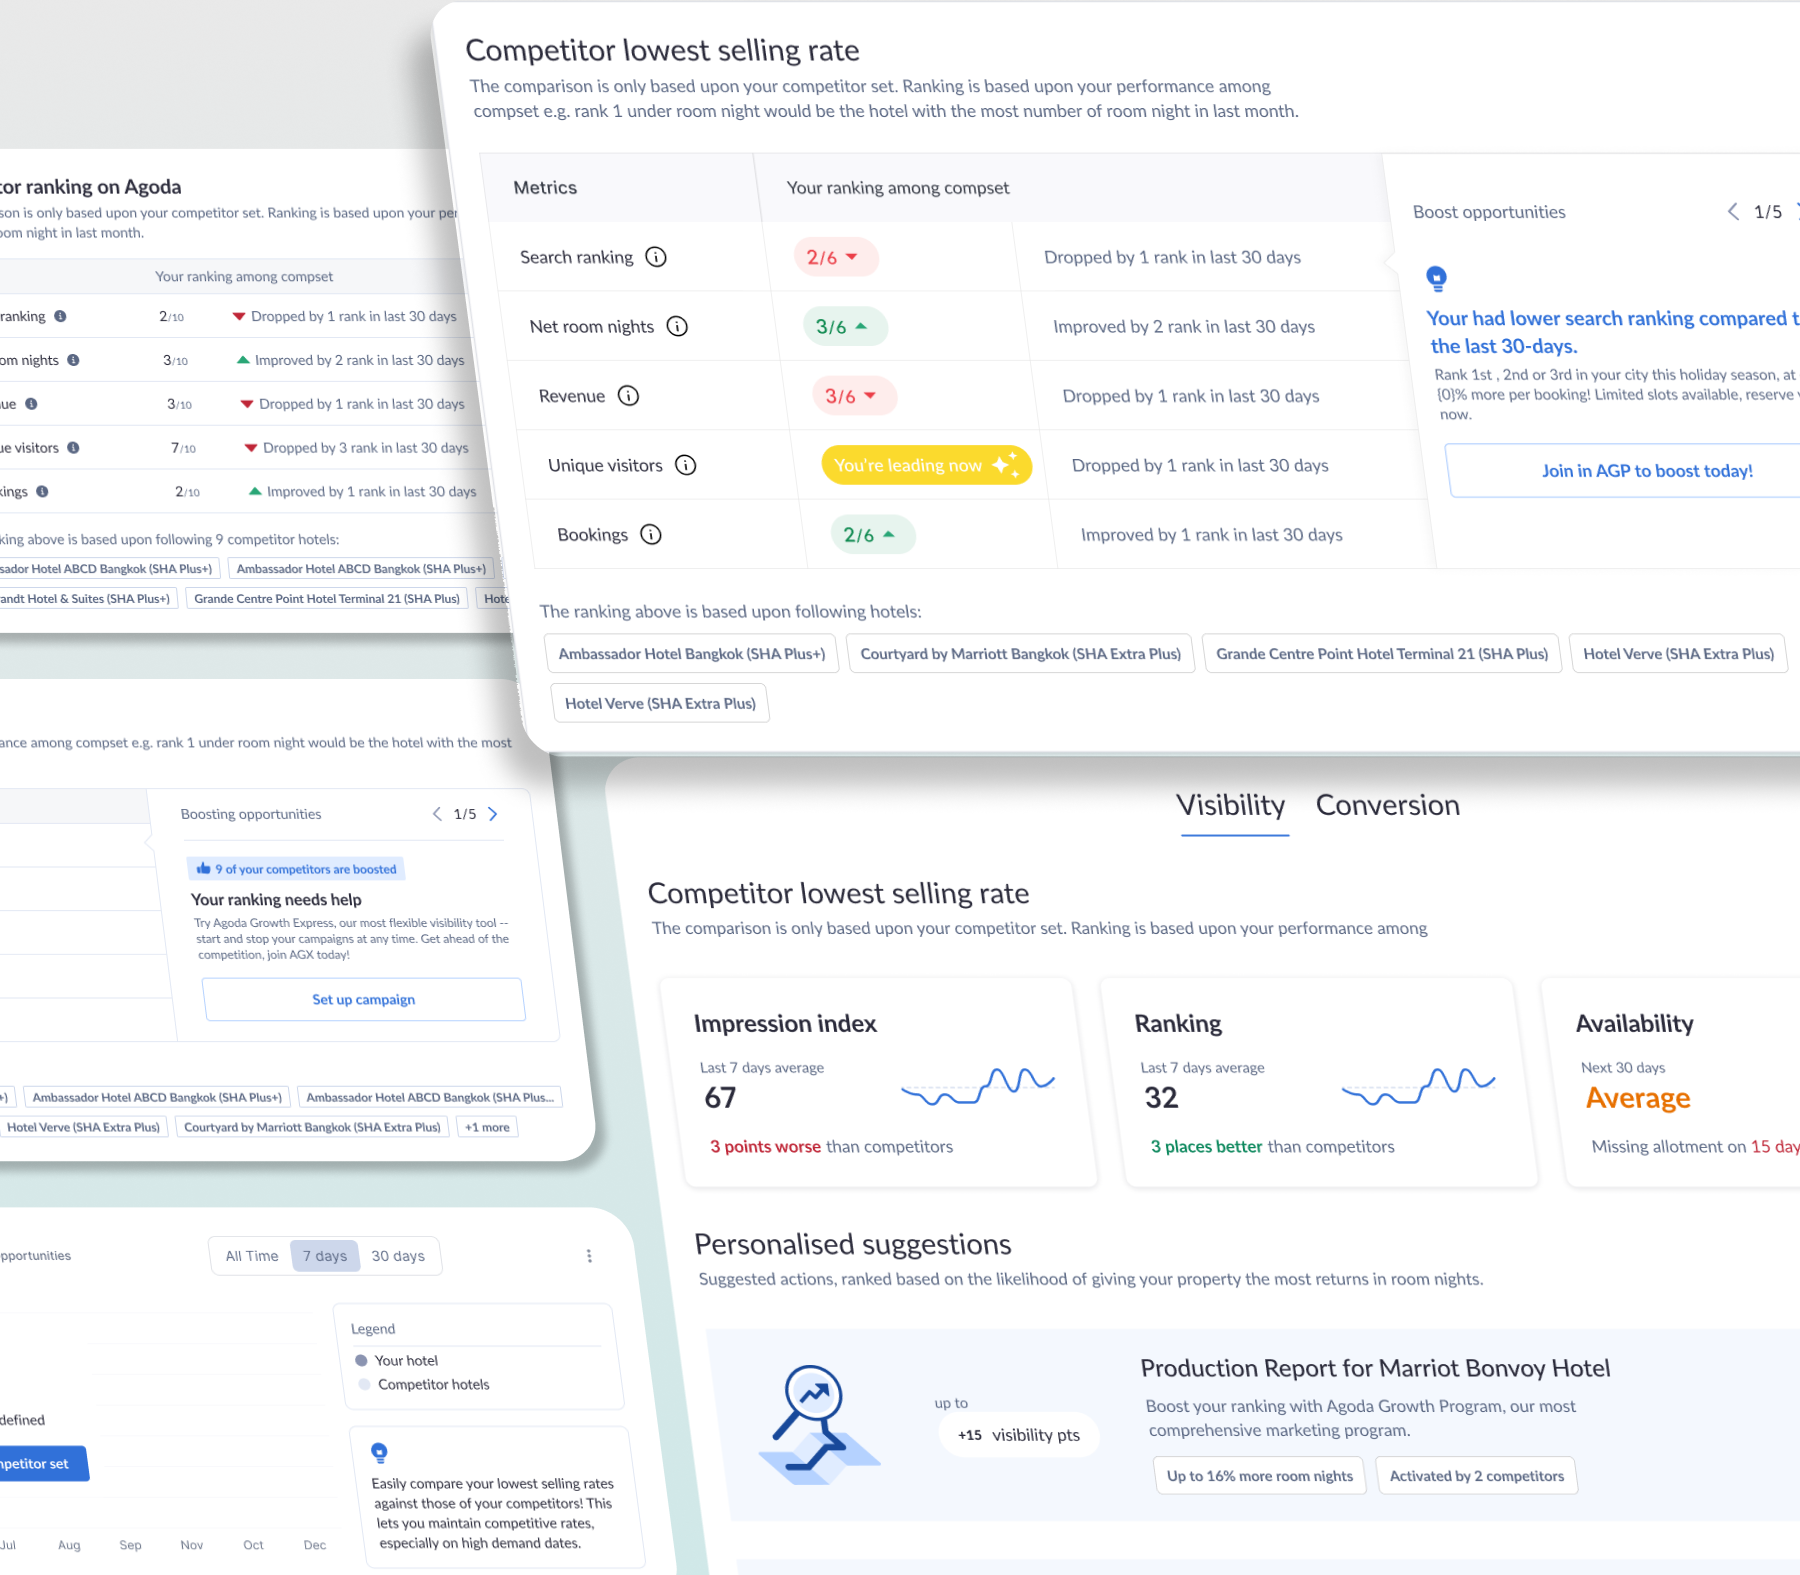 Competitor lowest selling rate
The comparison is only based upon your competitor set. Ranking is based upon your performance among
compset e.g. rank 1 under room night would be the hotel with the most number of room night in last month.
Metrics
Your ranking among compset
Search ranking
2/6
Dropped by 1 rank in last 30 days
Net room nights
3/6
Improved by 2 rank in last 30 days
Revenue
3/6
Dropped by 1 rank in last 30 days
Unique visitors
You're leading now
Dropped by 1 rank in last 30 days
Bookings
2/6
Improved by 1 rank in last 30 days
Boost opportunities
1/5
Your had lower search ranking compared
the last 30-days.
Rank 1st , 2nd or 3rd in your city this holiday season, at
{0}% more per booking! Limited slots available, reserve
now.
Join in AGP to boost today!
The ranking above is based upon following hotels:
Ambassador Hotel Bangkok (SHA Plus+)
Courtyard by Marriott Bangkok (SHA Extra Plus)
Grande Centre Point Hotel Terminal 21 (SHA Plus)
Hotel Verve (SHA Extra Plus)
Hotel Verve (SHA Extra Plus)
ranking on Agoda
is only based upon your competitor set. Ranking is based upon your
night in last month.
Your ranking among compset
ranking
2/10
Dropped by 1 rank in last 30 days
nights
3/10
Improved by 2 rank in last 30 days
3/10
Dropped by 1 rank in last 30 days
visitors
7/10
Dropped by 3 rank in last 30 days
2/10
Improved by 1 rank in last 30 days
above is based upon following 9 competitor hotels:
Hotel ABCD Bangkok (SHA Plus+)
Ambassador Hotel ABCD Bangkok (SHA Plus+)
Hotel & Suites (SHA Plus+)
Grande Centre Point Hotel Terminal 21 (SHA Plus)
among compset e.g. rank 1 under room night would be the hotel with the most
Boosting opportunities
1/5
9 of your competitors are boosted
Your ranking needs help
Try Agoda Growth Express, our most flexible visibility tool --
start and stop your campaigns at any time. Get ahead of the
competition, join AGX today!
Set up campaign
Ambassador Hotel ABCD Bangkok (SHA Plus+)
Ambassador Hotel ABCD Bangkok (SHA Plus...
Hotel Verve (SHA Extra Plus)
Courtyard by Marriott Bangkok (SHA Extra Plus)
+1 more
All Time
7 days
30 days
Legend
Your hotel
Competitor hotels
set
Easily compare your lowest selling rates
against those of your competitors! This
lets you maintain competitive rates,
especially on high demand dates.
Jul
Aug
Sep
Nov
Oct
Dec
Visibility
Conversion
Competitor lowest selling rate
The comparison is only based upon your competitor set. Ranking is based upon your performance among
Impression index
Last 7 days average
67
3 points worse than competitors
Ranking
Last 7 days average
32
3 places better than competitors
Availability
Next 30 days
Average
Missing allotment on 15
Personalised suggestions
Suggested actions, ranked based on the likelihood of giving your property the most returns in room nights.
up to
+15 visibility pts
Production Report for Marriot Bonvoy Hotel
Boost your ranking with Agoda Growth Program, our most
comprehensive marketing program.
Up to 16% more room nights
Activated by 2 competitors